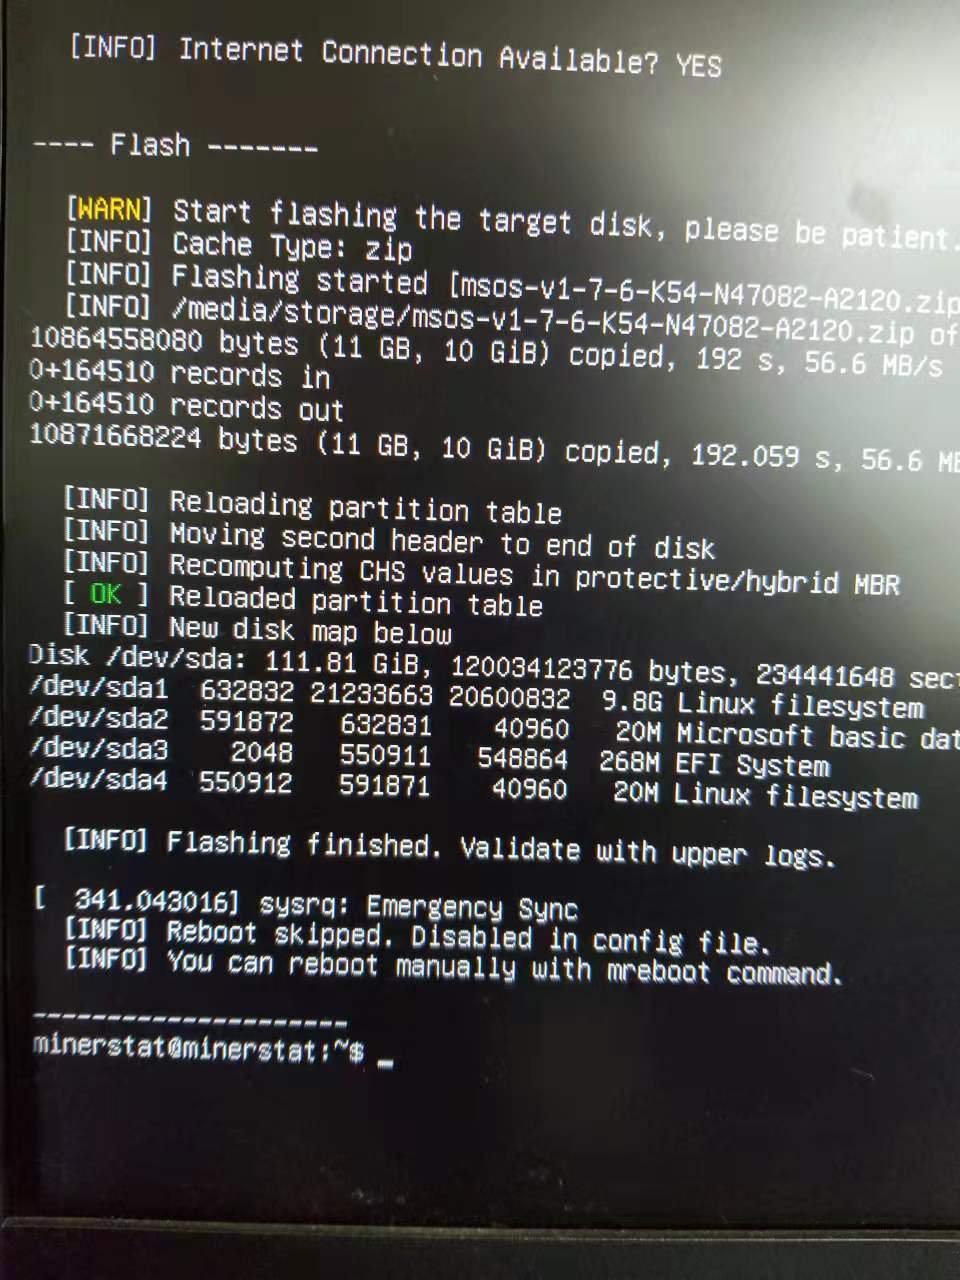 [INFO] Internet Connection Available? YES
---- Flash -------
[WARN] Start flashing the target disk, please be patient.
[INFO] Cache Type: zip
[INFO] Flashing started [msos-v1-7-6-K54-N47082-A2120.zip
[INFO] /media/storage/msos-v1-7-6-K54-N47082-A2120.zip of
10864558080 bytes (11 GB, 10 GiB) copied, 192 s, 56.6 MB/s
0+164510 records in
0+164510 records out
10871668224 bytes (11 GB, 10 GiB) copied, 192.059 s, 56.6 MB
[INFO] Reloading partition table
[INFO] Moving second header to end of disk
[INFO] Recomputing CHS values in protective/hybrid MBR
[ OK ] Reloaded partition table
[INFO] New disk map below
Disk /dev/sda: 111.81 GiB, 120034123776 bytes, 234441648 sect
/dev/sda1 632832 21233663 20600832 9.8G Linux filesystem
/dev/sda2 591872 632831 40960 20M Microsoft basic dat
/dev/sda3 2048 550911 548864 268M EFI System
/dev/sda4 550912 591871 40960 20M Linux filesystem
[INFO] Flashing finished. Validate with upper logs.
[ 341.043016] sysrq: Emergency Sync
[INFO] Reboot skipped. Disabled in config file.
[INFO] You can reboot manually with mreboot command.
---------------------
minerstat@minerstat:~$ _